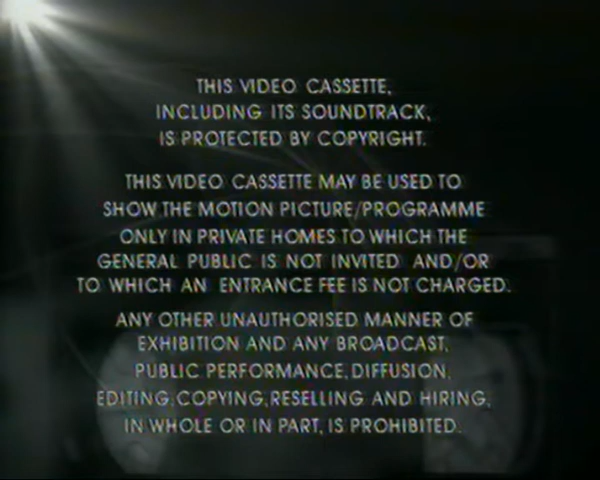 THIS VIDEO CASSETTE,
INCLUDING ITS SOUNDTRACK,
IS PROTECTED BY COPYRIGHT.
THIS VIDEO CASSETTE MAY BE USED TO
SHOW THE MOTION PICTURE/PROGRAMME
ONLY IN PRIVATE HOMES TO WHICH THE
GENERAL PUBLIC IS NOT INVITED AND/OR
TO WHICH AN ENTRANCE FEE IS NOT CHARGED.
ANY OTHER UNAUTHORISED MANNER OF
EXHIBITION AND ANY BROADCAST,
PUBLIC PERFORMANCE, DIFFUSION,
EDITING, COPYING, RESELLING AND HIRING,
IN WHOLE OR IN PART, IS PROHIBITED.